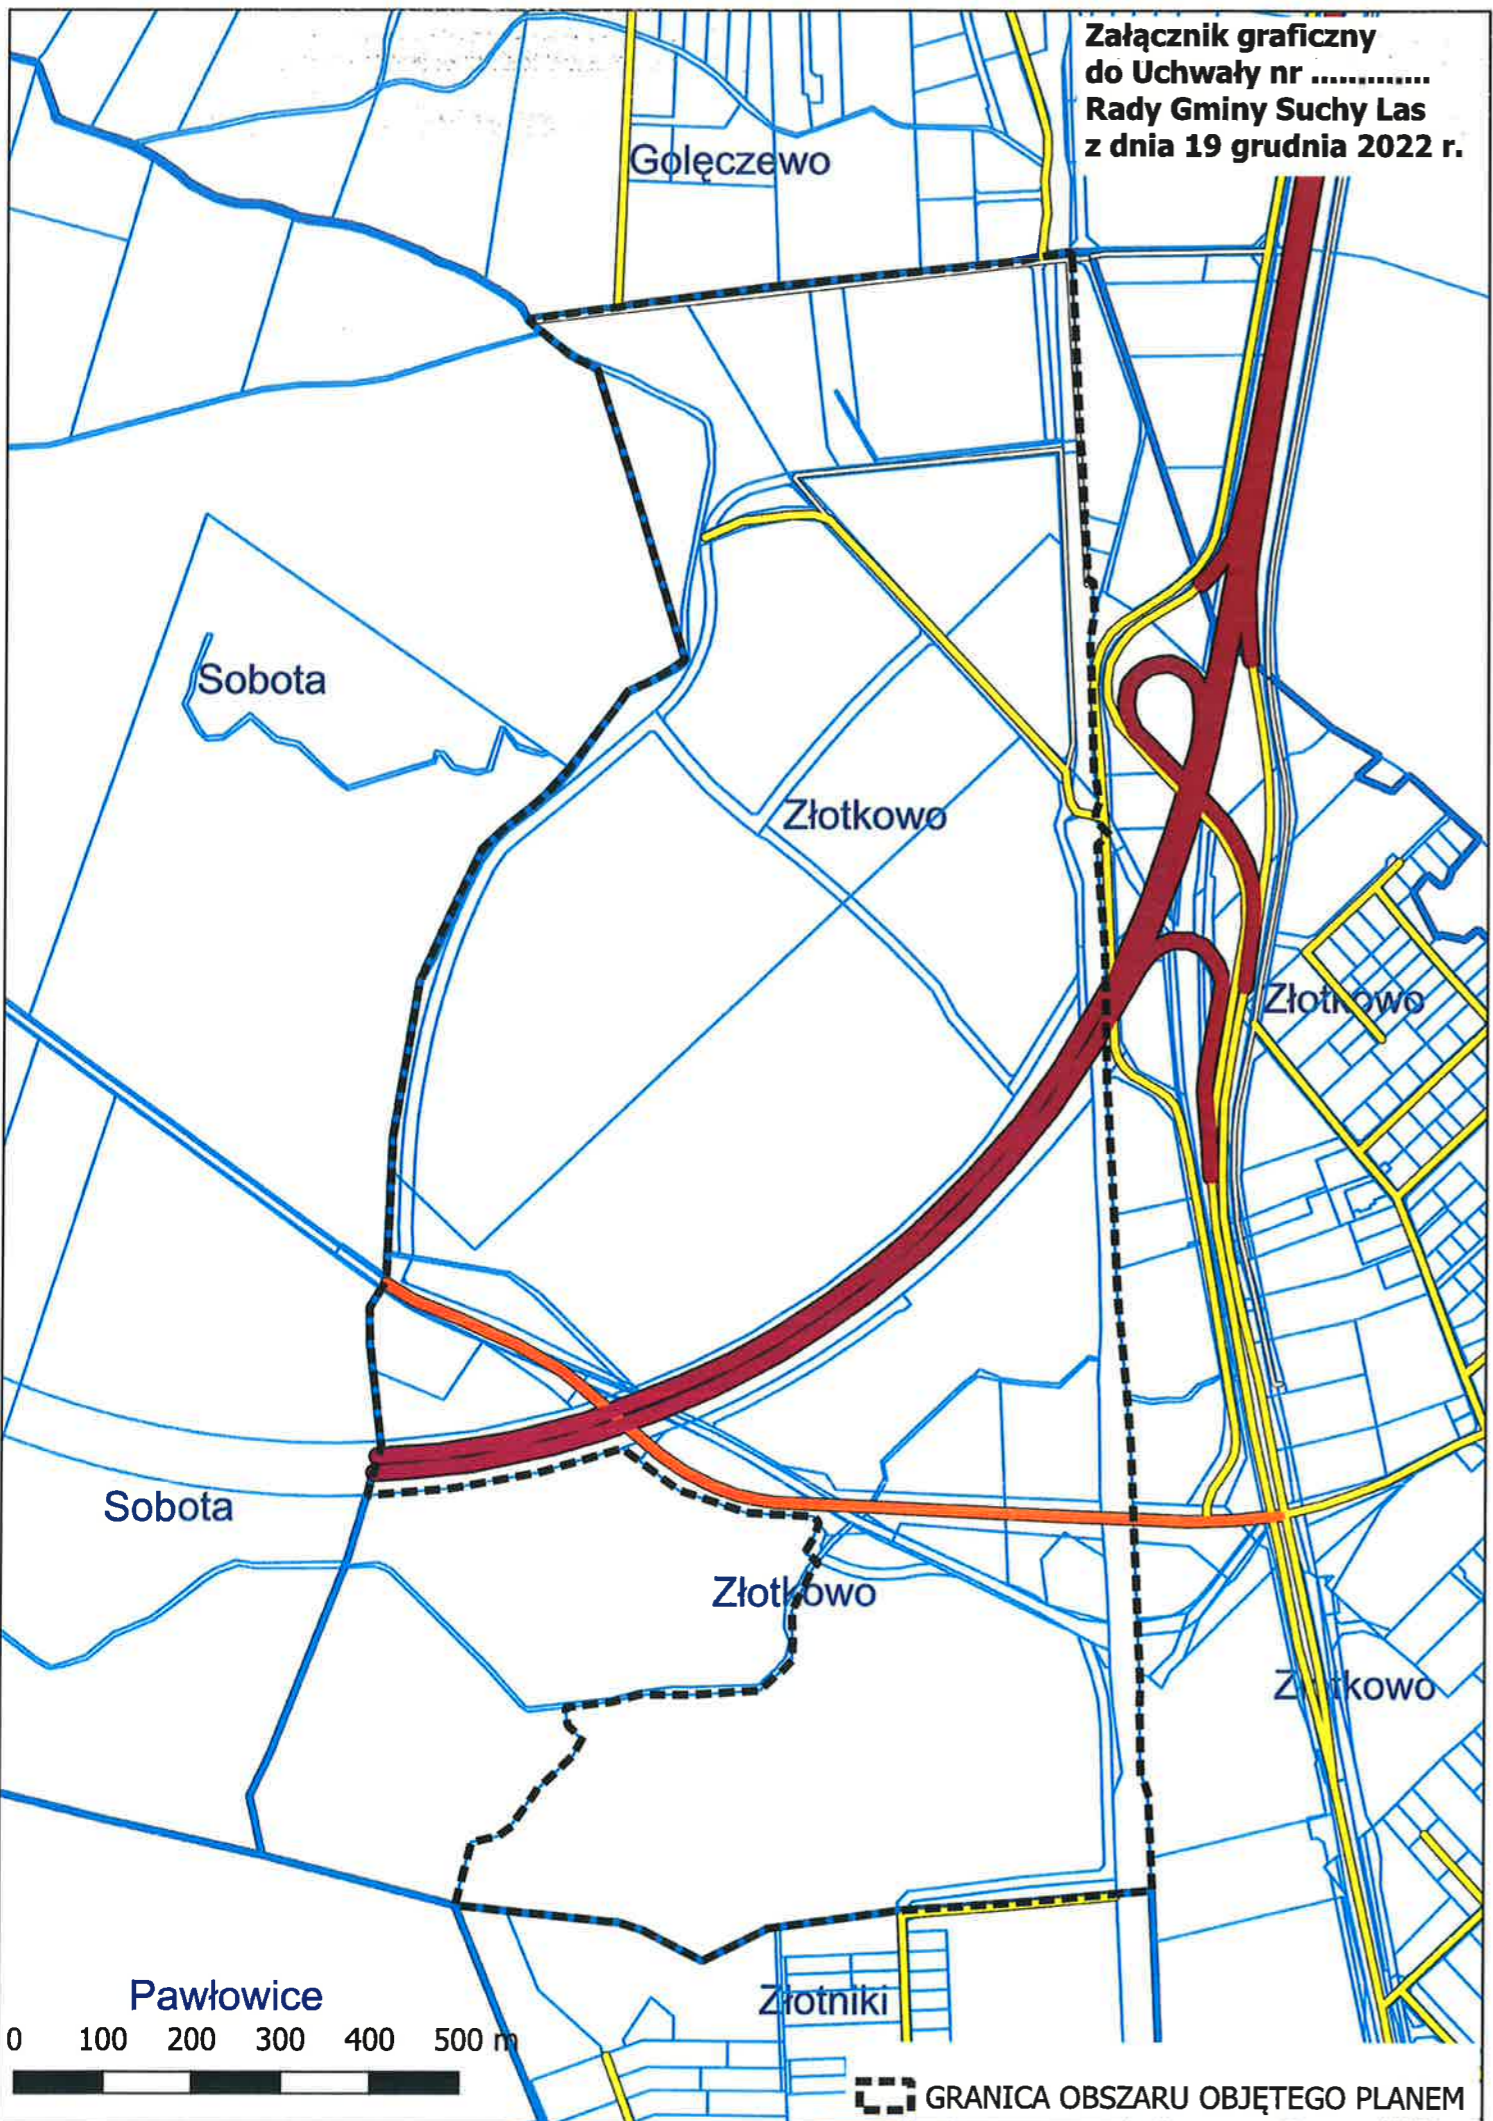 Załącznik graficzny
do Uchwały nr .............
Rady Gminy Suchy Las
z dnia 19 grudnia 2022 r.
Golęczewo
Sobota
Złotkowo
Złotkowo
Sobota
Złotkowo
Złotkowo
Pawłowice
Złotniki
0 100 200 300 400 500 m
GRANICA OBSZARU OBJĘTEGO PLANEM